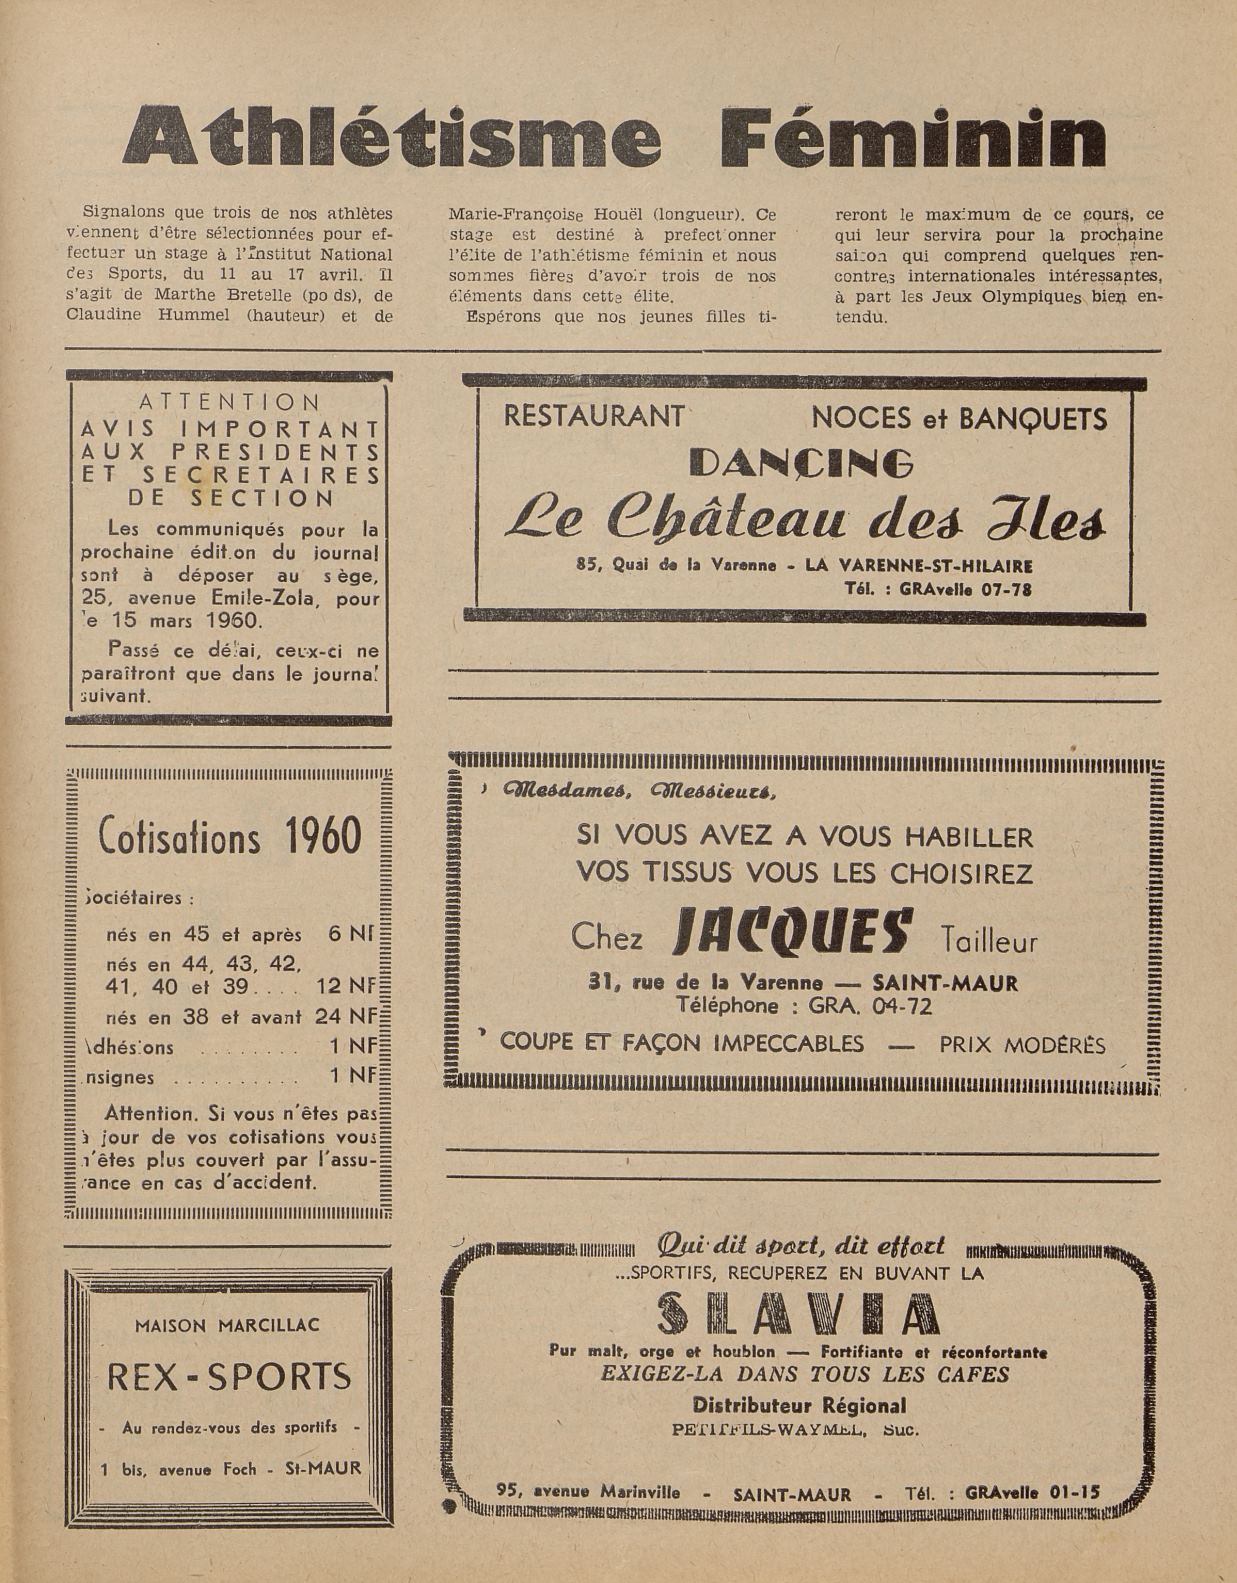 Athlétisme Féminin
Signalons que trois de nos athlètes
viennent d'être sélectionnées pour ef-
fectuer un stage à l'Institut National
des Sports, du 11 au 17 avril. Il
s'agit de Marthe Bretelle (po ds), de
Claudine Hummel (hauteur) et de
Marie-Françoise Houël (longueur). Ce
stage est destiné à prefect onner
l'élite de l'athlétisme féminin et nous
sommes fières d'avoir trois de nos
éléments dans cette élite.
Espérons que nos jeunes filles ti-
reront le maximum de ce cours, ce
qui leur servira pour la prochaine
saison qui comprend quelques ren-
contres internationales intéressantes,
à part les Jeux Olympiques bien en-
tendu.
ATTENTION
AVIS IMPORTANT
AUX PRESIDENTS
ET SECRETAIRES
DE SECTION
Les communiqués pour la
prochaine édition du journal
sont à déposer au s ège,
25, avenue Emile-Zola, pour
le 15 mars 1960.
Passé ce délai, ceux-ci ne
paraîtront que dans le journal
suivant.
Cotisations 1960
Sociétaires :
nés en 45 et après 6 NF
nés en 44, 43, 42,
41, 40 et 39.... 12 NF
nés en 38 et avant 24 NF
Adhésions ......... 1 NF
nsignes .......... 1 NF
Attention. Si vous n'êtes pas
à jour de vos cotisations vous
n'êtes plus couvert par l'assu-
rance en cas d'accident.
MAISON MARCILLAC
REX-SPORTS
- Au rendez-vous des sportifs -
1 bis, avenue Foch - St-MAUR
RESTAURANT NOCES et BANQUETS
DANCING
Le Château des Iles
85, Quai de la Varenne - LA VARENNE-ST-HILAIRE
Tél. : GRAvelle 07-78
Mesdames, Messieurs,
SI VOUS AVEZ A VOUS HABILLER
VOS TISSUS VOUS LES CHOISIREZ
Chez JACQUES Tailleur
31, rue de la Varenne — SAINT-MAUR
Téléphone : GRA. 04-72
COUPE ET FAÇON IMPECCABLES — PRIX MODÉRÉS
Qui dit sport, dit effort
...SPORTIFS, RECUPEREZ EN BUVANT LA
SLAVIA
Pur malt, orge et houblon — Fortifiante et réconfortante
EXIGEZ-LA DANS TOUS LES CAFES
Distributeur Régional
PETITFILS-WAYMEL, Suc.
95, avenue Marinville - SAINT-MAUR - Tél. : GRAvelle 01-15